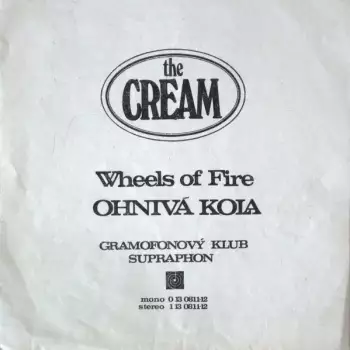 the
CREAM
Wheels of Fire
OHNIVÁ KOLA
GRAMOFONOVÝ KLUB
SUPRAPHON
mono 0 13 0611-12
stereo 1 13 0611-12